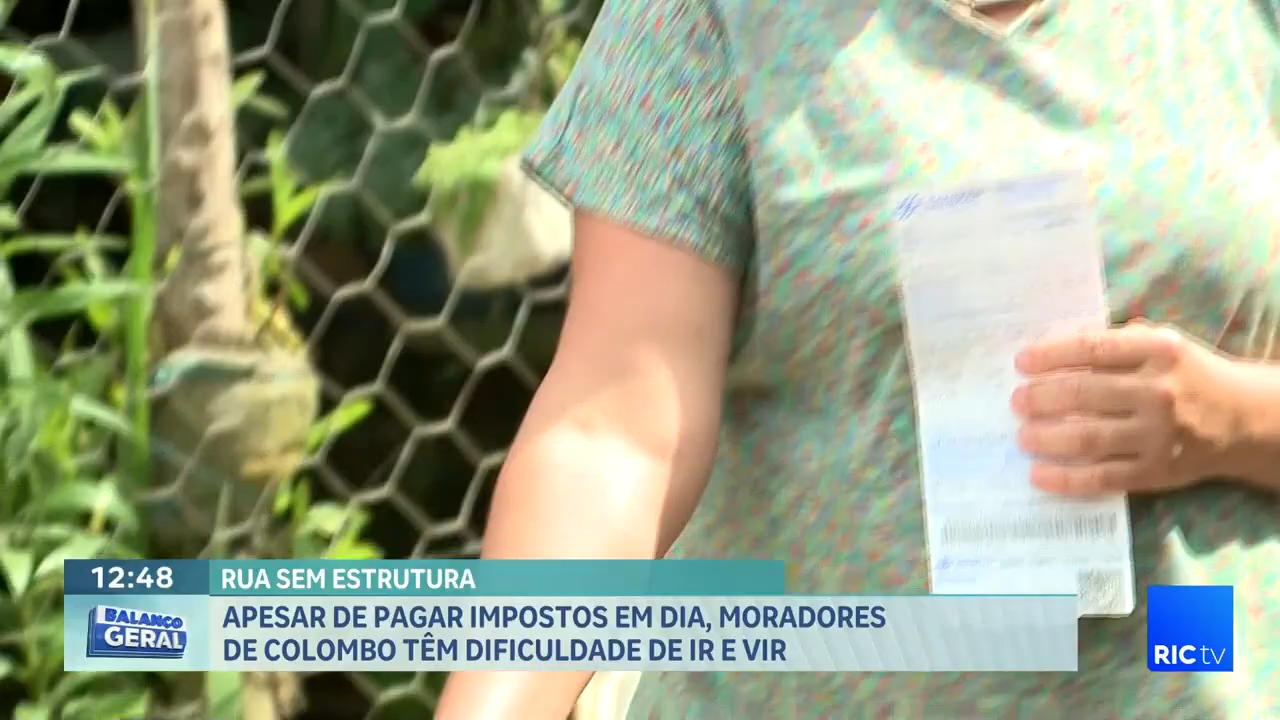 12:48
RUA SEM ESTRUTURA
BALANÇO
GERAL
APESAR DE PAGAR IMPOSTOS EM DIA, MORADORES
DE COLOMBO TÊM DIFICULDADE DE IR E VIR
RIC tv